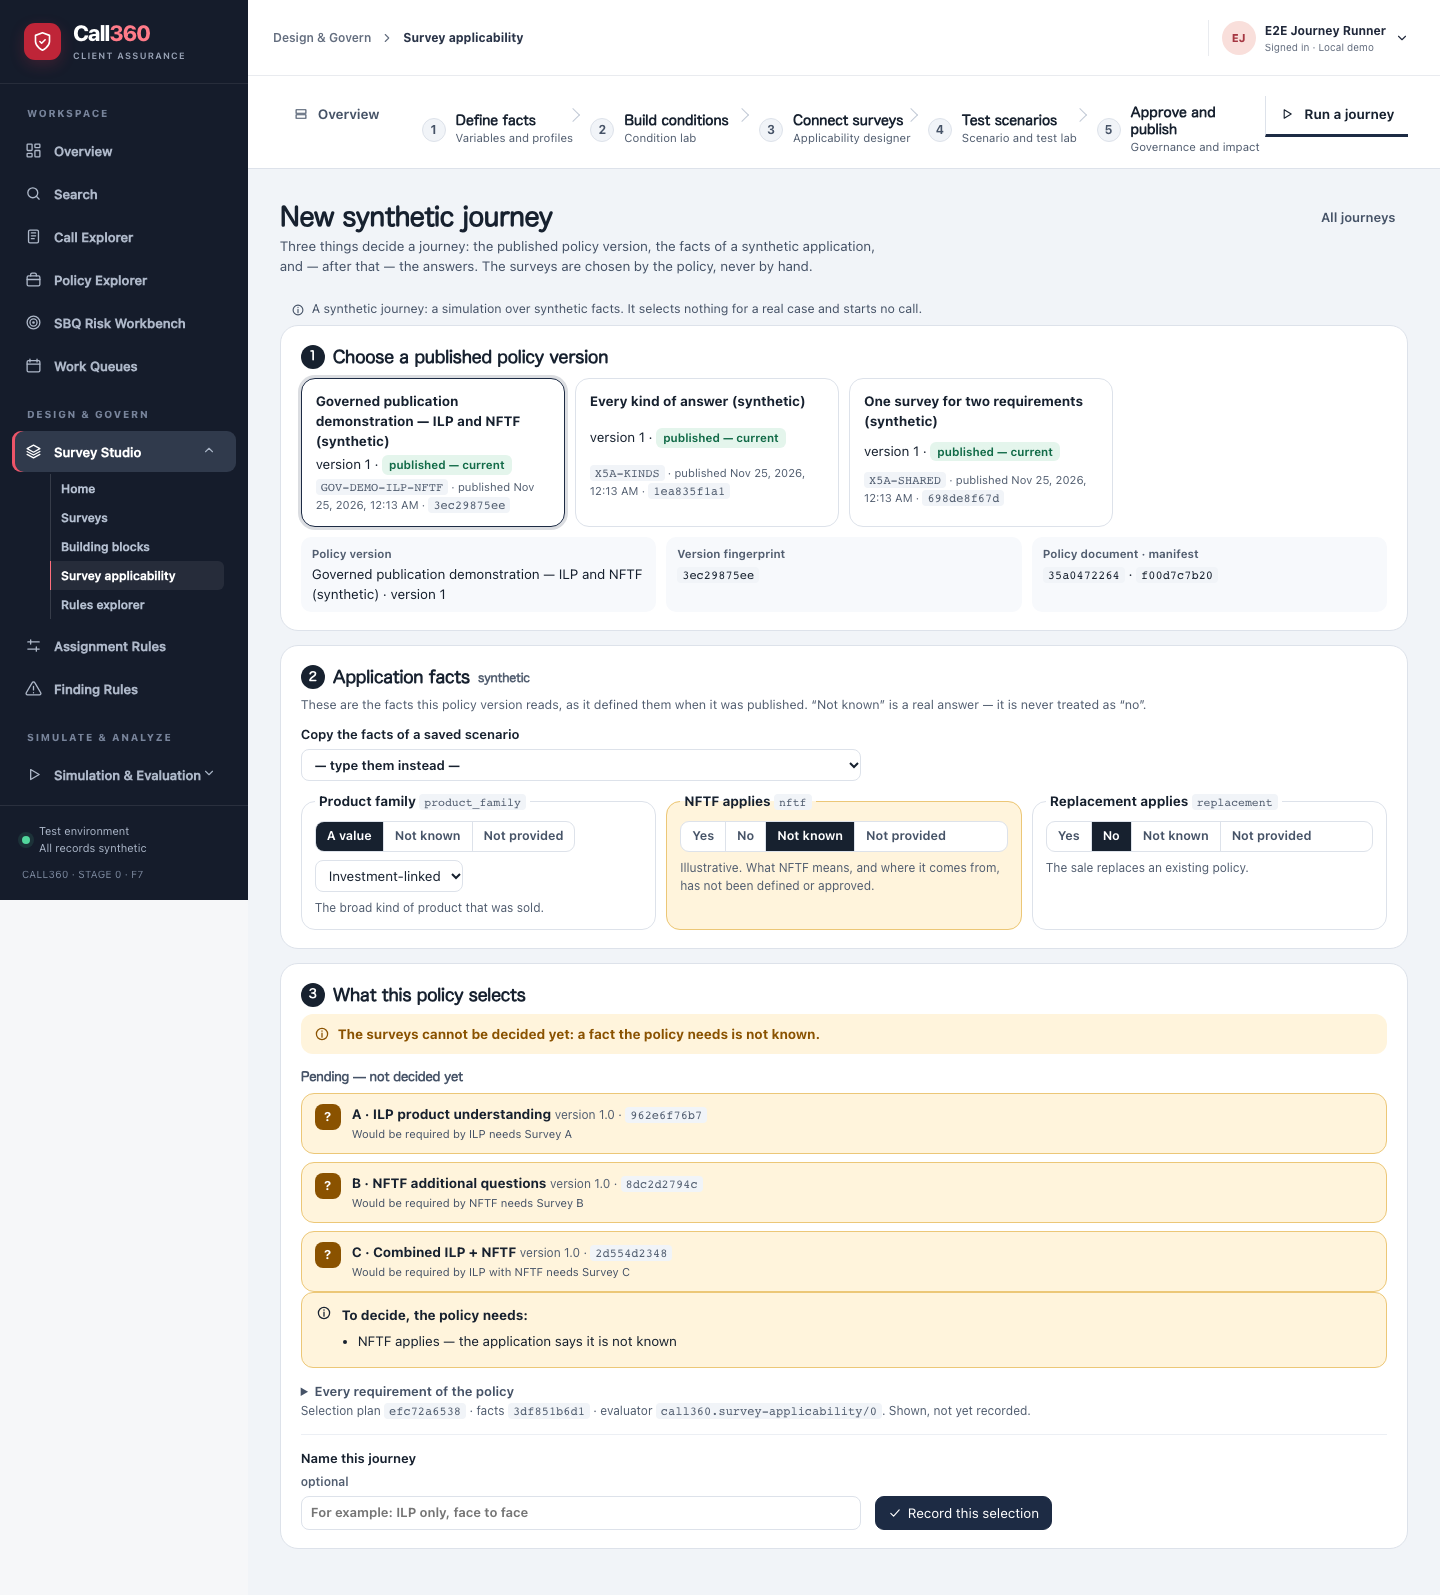 Call360
CLIENT ASSURANCE
WORKSPACE
Overview
Search
Call Explorer
Policy Explorer
SBQ Risk Workbench
Work Queues
DESIGN & GOVERN
Survey Studio
Home
Surveys
Building blocks
Survey applicability
Rules explorer
Assignment Rules
Finding Rules
SIMULATE & ANALYZE
Simulation & Evaluation
Test environment
All records synthetic
CALL360 · STAGE 0 · F7
Design & Govern > Survey applicability
EJ
E2E Journey Runner
Signed in · Local demo
Overview
1 Define facts
Variables and profiles
2 Build conditions
Condition lab
3 Connect surveys
Applicability designer
4 Test scenarios
Scenario and test lab
5 Approve and
publish
Governance and impact
Run a journey
New synthetic journey
All journeys
Three things decide a journey: the published policy version, the facts of a synthetic application,
and — after that — the answers. The surveys are chosen by the policy, never by hand.
A synthetic journey: a simulation over synthetic facts. It selects nothing for a real case and starts no call.
1 Choose a published policy version
Governed publication
demonstration — ILP and NFTF
(synthetic)
version 1 · published — current
GOV-DEMO-ILP-NFTF · published Nov
25, 2026, 12:13 AM · 3ec29875ee
Every kind of answer (synthetic)
version 1 · published — current
X5A-KINDS · published Nov 25, 2026,
12:13 AM · 1ea835f1a1
One survey for two requirements
(synthetic)
version 1 · published — current
X5A-SHARED · published Nov 25, 2026,
12:13 AM · 698de8f67d
Policy version
Governed publication demonstration — ILP and NFTF
(synthetic) · version 1
Version fingerprint
3ec29875ee
Policy document · manifest
35a0472264 · f00d7c7b20
2 Application facts synthetic
These are the facts this policy version reads, as it defined them when it was published. “Not known” is a real answer — it is never treated as “no”.
Copy the facts of a saved scenario
— type them instead —
Product family product_family
A value Not known Not provided
Investment-linked
The broad kind of product that was sold.
NFTF applies nftf
Yes No Not known Not provided
Illustrative. What NFTF means, and where it comes from,
has not been defined or approved.
Replacement applies replacement
Yes No Not known Not provided
The sale replaces an existing policy.
3 What this policy selects
The surveys cannot be decided yet: a fact the policy needs is not known.
Pending — not decided yet
? A · ILP product understanding version 1.0 · 962e6f76b7
Would be required by ILP needs Survey A
? B · NFTF additional questions version 1.0 · 8dc2d2794c
Would be required by NFTF needs Survey B
? C · Combined ILP + NFTF version 1.0 · 2d554d2348
Would be required by ILP with NFTF needs Survey C
To decide, the policy needs:
• NFTF applies — the application says it is not known
Every requirement of the policy
Selection plan efc72a6538 · facts 3df851b6d1 · evaluator call360.survey-applicability/0. Shown, not yet recorded.
Name this journey
optional
For example: ILP only, face to face
Record this selection